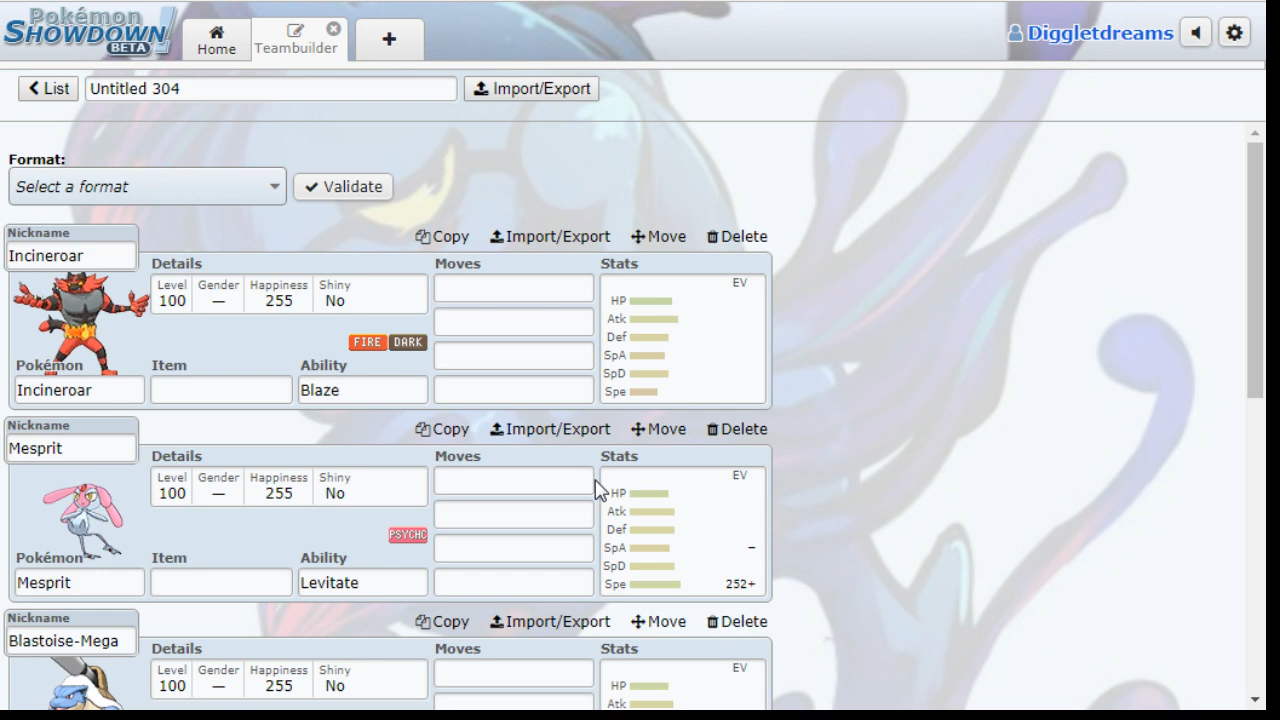 Pokémon
SHOWDOWN!
BETA
Home
Teambuilder
+
Diggletdreams
List
Untitled 304
Import/Export
Format:
Select a format
Validate
Nickname
Incineroar
Copy Import/Export Move Delete
Details Moves Stats
Level Gender Happiness Shiny EV
100 — 255 No
HP
Atk
Def
FIRE DARK
SpA
Pokémon Item Ability
SpD
Incineroar Blaze
Spe
Nickname
Mesprit
Copy Import/Export Move Delete
Details Moves Stats
Level Gender Happiness Shiny EV
100 — 255 No
HP
Atk
Def
PSYCHC
SpA −
Pokémon Item Ability
SpD
Mesprit Levitate
Spe 252+
Nickname
Blastoise-Mega
Copy Import/Export Move Delete
Details Moves Stats
Level Gender Happiness Shiny EV
100 — 255 No
HP
Atk